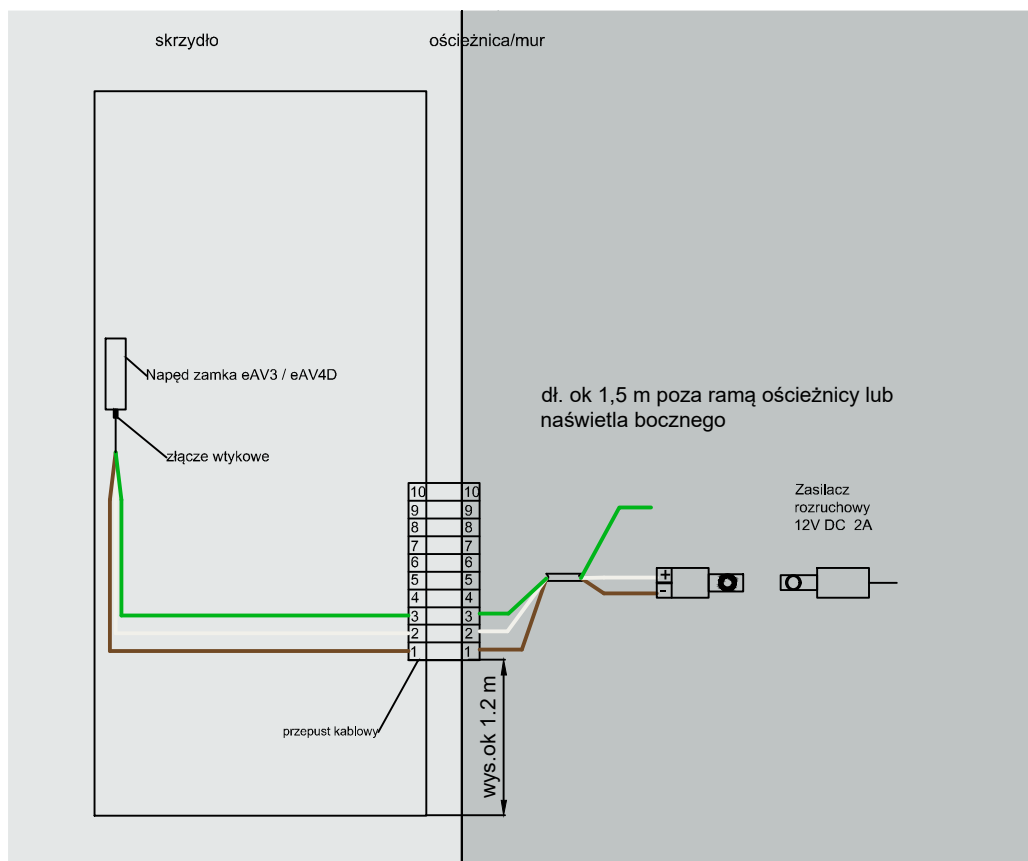 skrzydło
ościeżnica/mur
Napęd zamka eAV3 / eAV4D
złącze wtykowe
dł. ok 1,5 m poza ramą ościeżnicy lub
naświetla bocznego
Zasilacz
rozruchowy
12V DC 2A
10 10
9 9
8 8
7 7
6 6
5 5
4 4
3 3
2 2
1 1
+
-
przepust kablowy
wys.ok 1.2 m